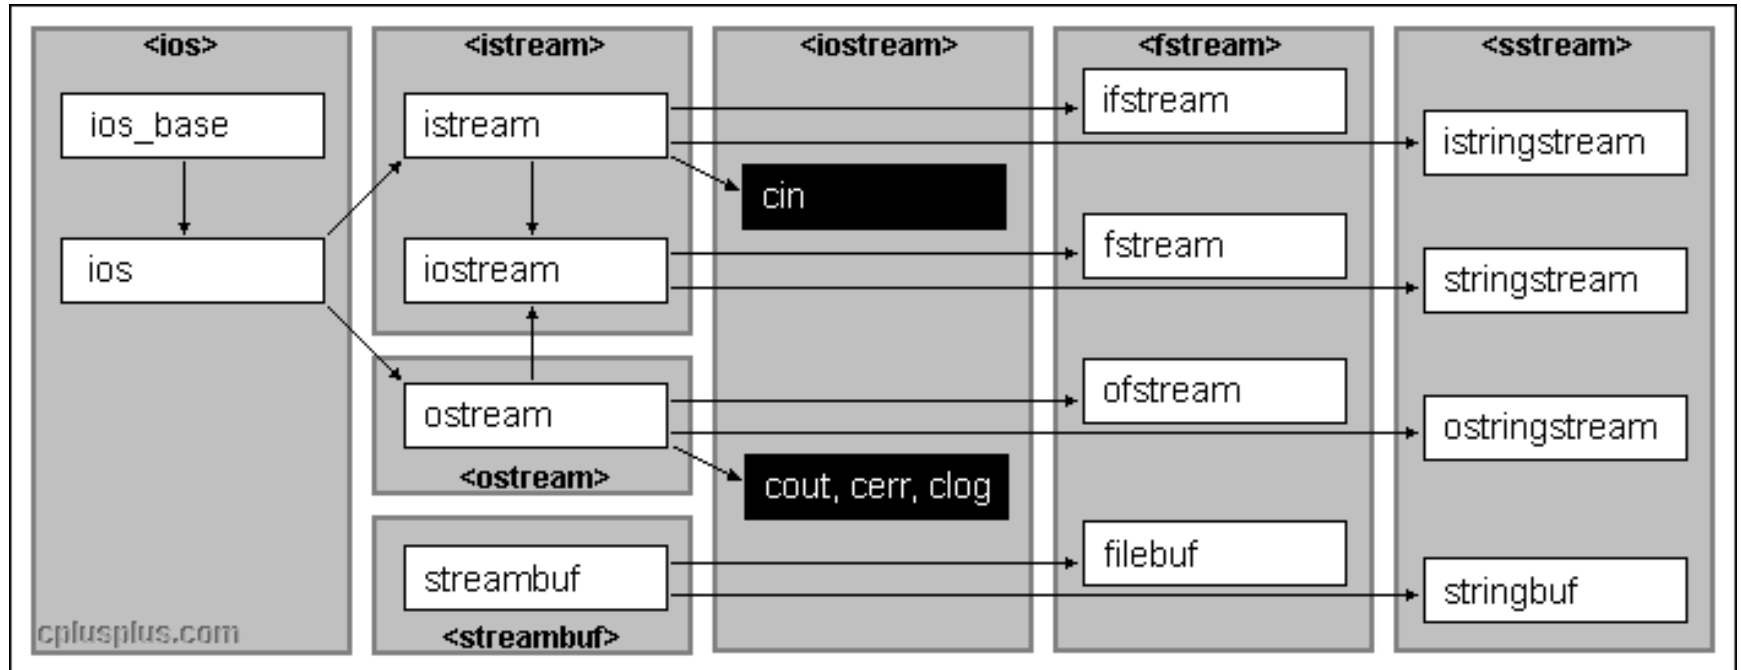 <ios>
ios_base
ios
cplusplus.com
<istream>
istream
iostream
ostream
<ostream>
streambuf
<streambuf>
<iostream>
cin
cout, cerr, clog
<fstream>
ifstream
fstream
ofstream
filebuf
<sstream>
istringstream
stringstream
ostringstream
stringbuf